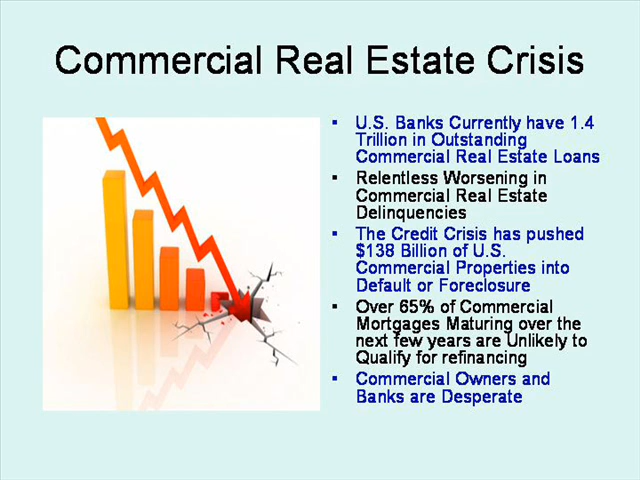 Commercial Real Estate Crisis
▪ U.S. Banks Currently have 1.4
Trillion in Outstanding
Commercial Real Estate Loans
▪ Relentless Worsening in
Commercial Real Estate
Delinquencies
▪ The Credit Crisis has pushed
$138 Billion of U.S.
Commercial Properties into
Default or Foreclosure
▪ Over 65% of Commercial
Mortgages Maturing over the
next few years are Unlikely to
Qualify for refinancing
▪ Commercial Owners and
Banks are Desperate